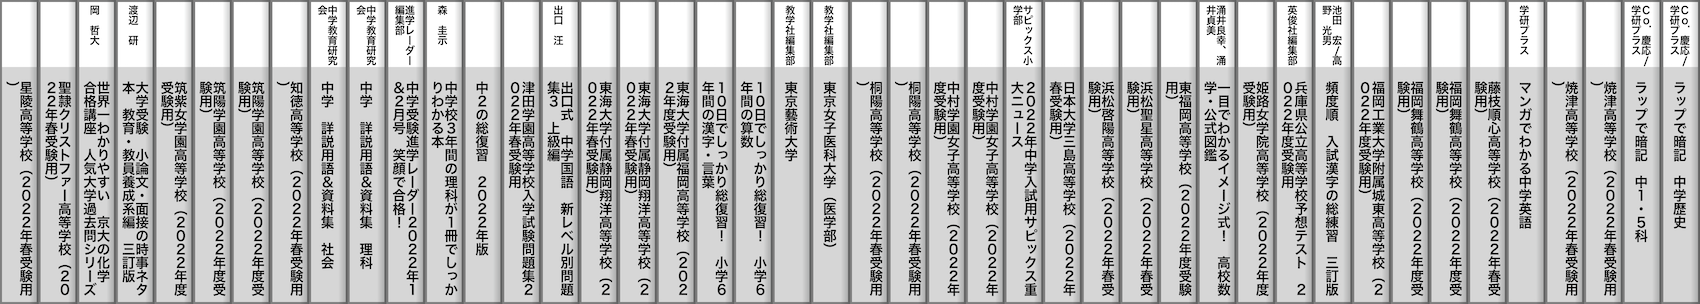 Ｃｏ．慶応/
学研プラス
ラップで暗記　中学歴史
Ｃｏ．慶応/
学研プラス
ラップで暗記　中１・５科
焼津高等学校（２０２２年春受験用
）
焼津高等学校（２０２２年春受験用
）
学研プラス
マンガでわかる中学英語
藤枝順心高等学校（２０２２年春受
験用）
福岡舞鶴高等学校（２０２２年度受
験用）
福岡舞鶴高等学校（２０２２年度受
験用）
福岡工業大学附属城東高等学校（２
０２２年度受験用）
池田　宏/高
野　光男
頻度順　入試漢字の総練習　三訂版
英俊社編集部
兵庫県公立高等学校予想テスト　２
０２２年度受験用
姫路女学院高等学校（２０２２年度
受験用）
涌井良幸、涌
井貞美
一目でわかるイメージ式！　高校数
学・公式図鑑
東福岡高等学校（２０２２年度受験
用）
浜松聖星高等学校（２０２２年春受
験用）
浜松啓陽高等学校（２０２２年春受
験用）
日本大学三島高等学校（２０２２年
春受験用）
サピックス小
学部
２０２２年中学入試用サピックス重
大ニュース
中村学園女子高等学校（２０２２年
度受験用）
中村学園女子高等学校（２０２２年
度受験用）
桐陽高等学校（２０２２年春受験用
）
桐陽高等学校（２０２２年春受験用
）
教学社編集部
東京女子医科大学（医学部）
教学社編集部
東京藝術大学
１０日でしっかり総復習！　小学６
年間の算数
１０日でしっかり総復習！　小学６
年間の漢字・言葉
東海大学付属福岡高等学校（２０２
２年度受験用）
東海大学付属静岡翔洋高等学校（２
０２２年春受験用）
東海大学付属静岡翔洋高等学校（２
０２２年春受験用）
出口　汪
出口式　中学国語　新レベル別問題
集３　上級編
津田学園高等学校入学試験問題集２
０２２年春受験用
中２の総復習　２０２２年版
森　圭示
中学校３年間の理科が１冊でしっか
りわかる本
進学レーダー
編集部
中学受験進学レーダー２０２２年１
＆２月号　笑顔で合格！
中学教育研究
会
中学　詳説用語＆資料集　理科
中学教育研究
会
中学　詳説用語＆資料集　社会
知徳高等学校（２０２２年春受験用
）
筑陽学園高等学校（２０２２年度受
験用）
筑陽学園高等学校（２０２２年度受
験用）
筑紫女学園高等学校（２０２２年度
受験用）
渡辺　研
大学受験　小論文・面接の時事ネタ
本　教育・教員養成系編　三訂版
岡　哲大
世界一わかりやすい　京大の化学
合格講座　人気大学過去問シリーズ
聖隷クリストファー高等学校（２０
２２年春受験用）
星陵高等学校（２０２２年春受験用
）